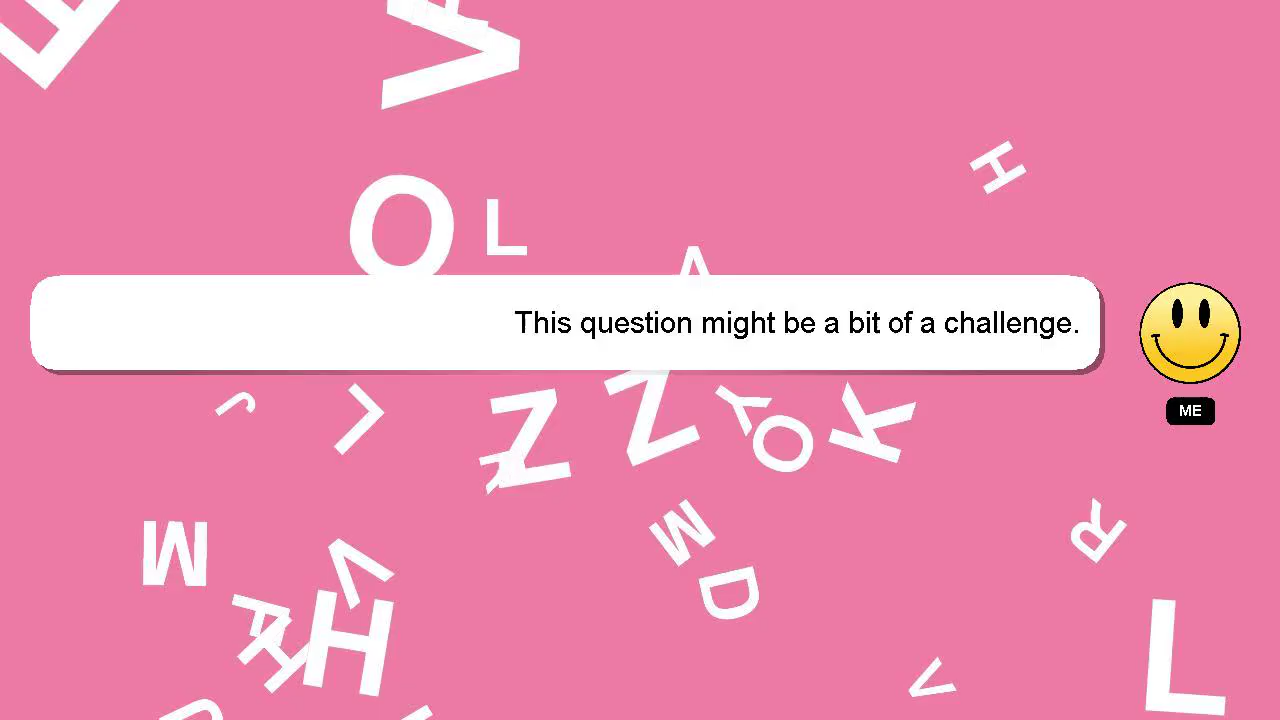 This question might be a bit of a challenge.
ME
E
V
O
L
H
A
J
L
Z
Z
Y
O
K
M
V
M
D
R
H
L
V